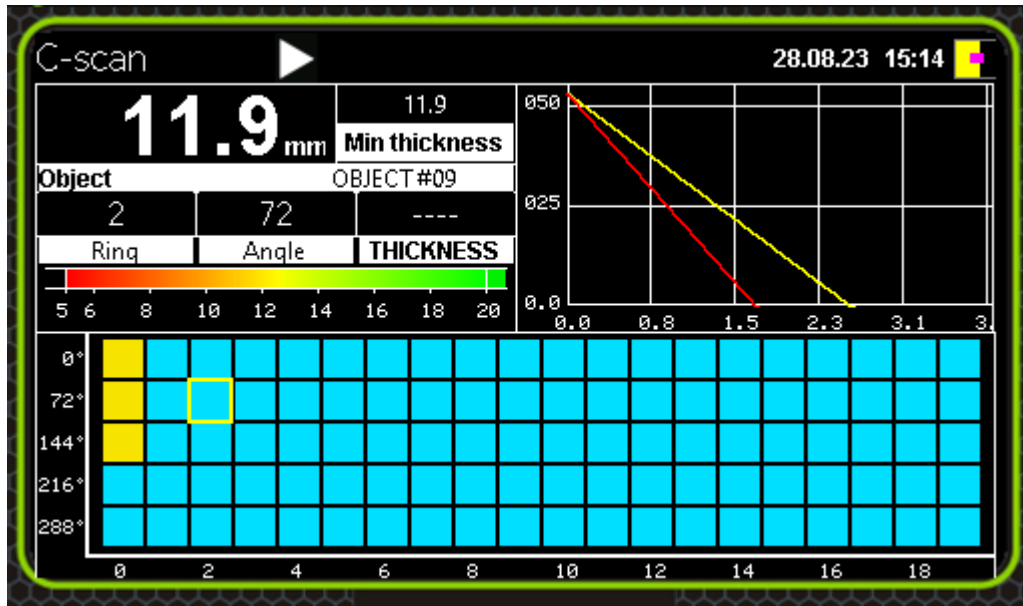 C-scan 28.08.23 15:14
11.9 mm
11.9
Min thickness
Object OBJECT#09
2 72 ----
Ring Angle THICKNESS
5 6 8 10 12 14 16 18 20
050
025
0.0
0.0 0.8 1.5 2.3 3.1 3.
0°
72°
144°
216°
288°
0 2 4 6 8 10 12 14 16 18